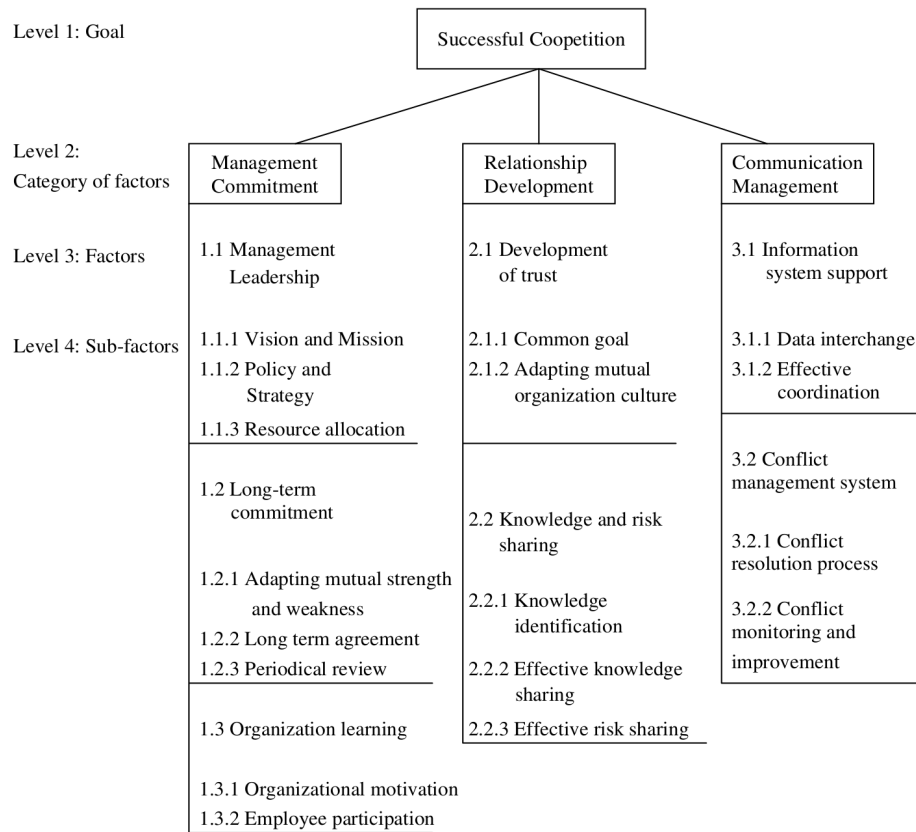 Level 1: Goal
Successful Coopetition
Level 2:
Category of factors
Management
Commitment
Relationship
Development
Communication
Management
Level 3: Factors
Level 4: Sub-factors
1.1 Management
Leadership
1.1.1 Vision and Mission
1.1.2 Policy and
Strategy
1.1.3 Resource allocation
1.2 Long-term
commitment
1.2.1 Adapting mutual strength
and weakness
1.2.2 Long term agreement
1.2.3 Periodical review
1.3 Organization learning
1.3.1 Organizational motivation
1.3.2 Employee participation
2.1 Development
of trust
2.1.1 Common goal
2.1.2 Adapting mutual
organization culture
2.2 Knowledge and risk
sharing
2.2.1 Knowledge
identification
2.2.2 Effective knowledge
sharing
2.2.3 Effective risk sharing
3.1 Information
system support
3.1.1 Data interchange
3.1.2 Effective
coordination
3.2 Conflict
management system
3.2.1 Conflict
resolution process
3.2.2 Conflict
monitoring and
improvement